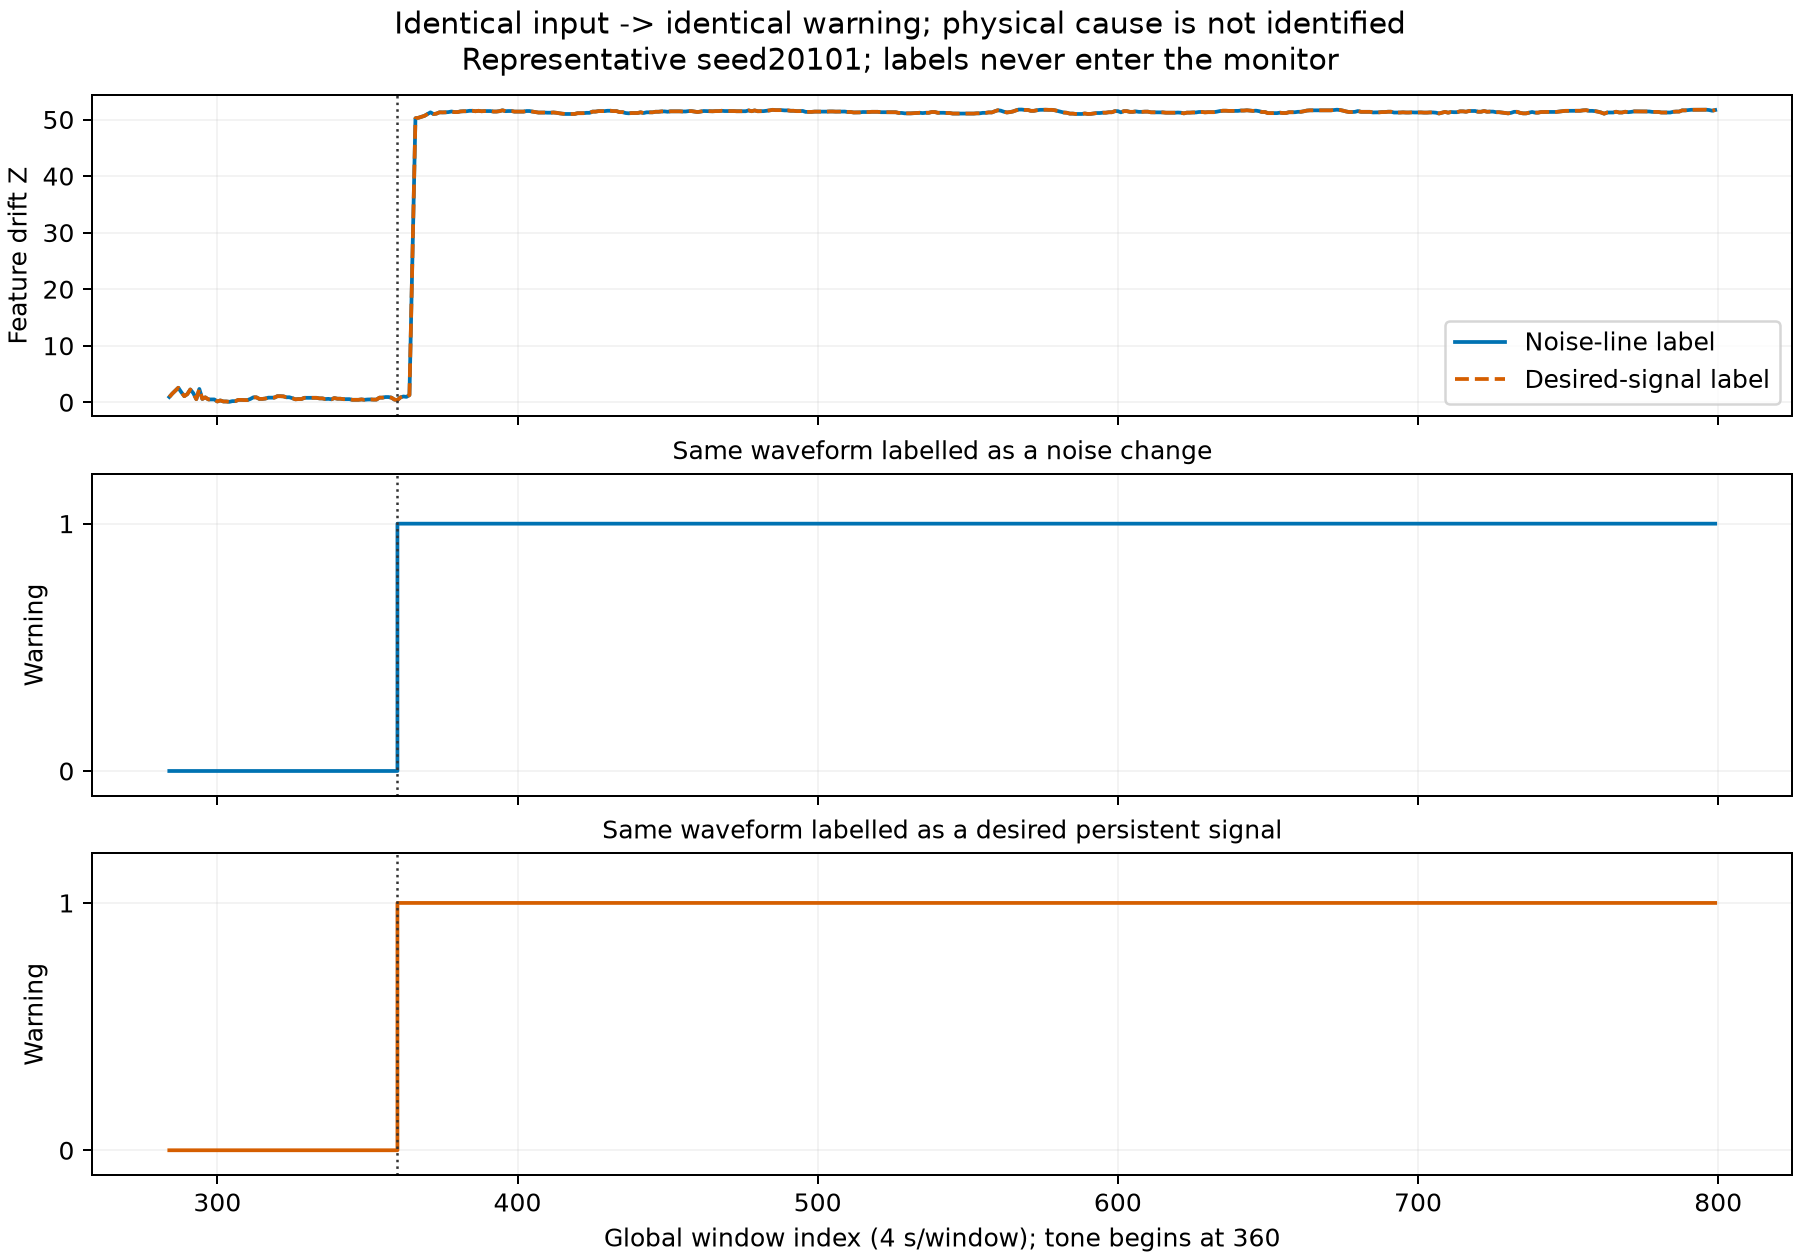 Identical input -> identical warning; physical cause is not identified
Representative seed20101; labels never enter the monitor
Feature drift Z
50
40
30
20
10
0
Noise-line label
Desired-signal label
Same waveform labelled as a noise change
Warning
1
0
Same waveform labelled as a desired persistent signal
Warning
1
0
300 400 500 600 700 800
Global window index (4 s/window); tone begins at 360